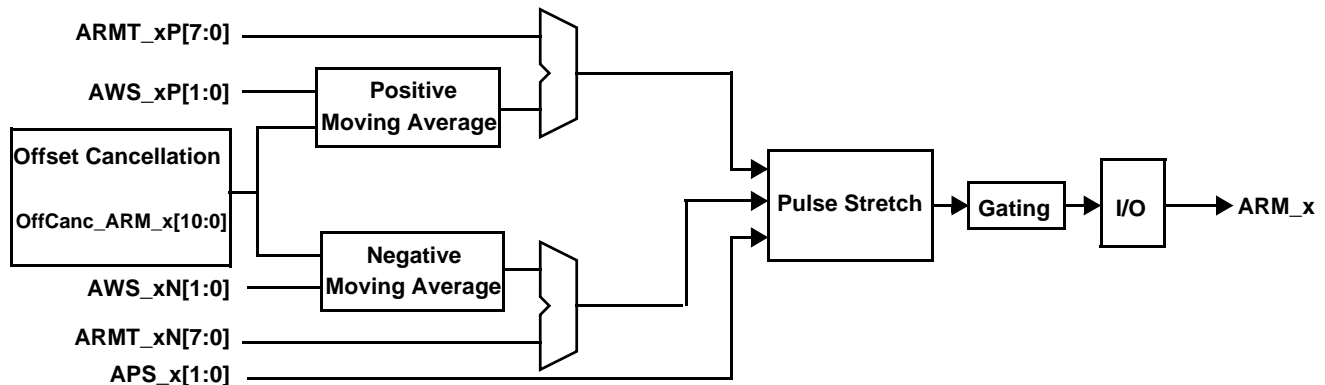 ARMT_xP[7:0]
AWS_xP[1:0]
Positive
Moving Average
Offset Cancellation
OffCanc_ARM_x[10:0]
Pulse Stretch
Gating
I/O
ARM_x
Negative
Moving Average
AWS_xN[1:0]
ARMT_xN[7:0]
APS_x[1:0]